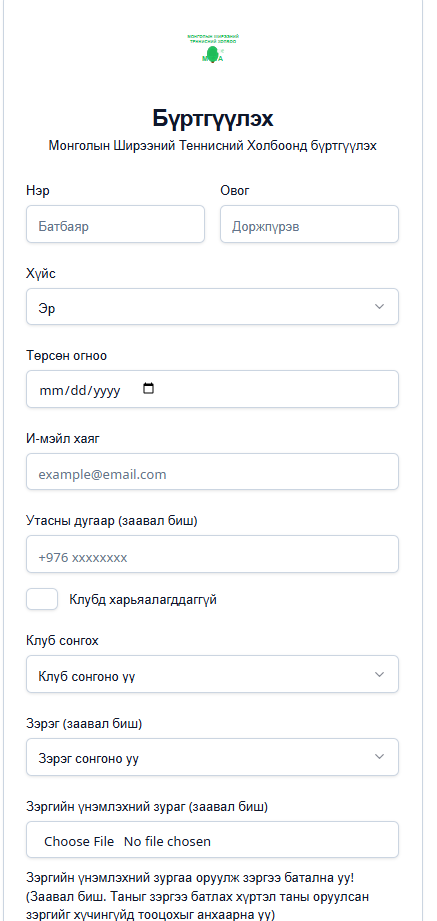 МОНГОЛЫН ШИРЭЭНИЙ
ТЕННИСНИЙ ХОЛБОО
Бүртгүүлэх
Монголын Ширээний Теннисний Холбоонд бүртгүүлэх
Нэр
Овог
Батбаяр
Доржпүрэв
Хүйс
Эр
Төрсөн огноо
mm/dd/yyyy
И-мэйл хаяг
example@email.com
Утасны дугаар (заавал биш)
+976 xxxxxxxx
Клубд харьяалагддаггүй
Клуб сонгох
Клуб сонгоно уу
Зэрэг (заавал биш)
Зэрэг сонгоно уу
Зэргийн үнэмлэхний зураг (заавал биш)
Choose File No file chosen
Зэргийн үнэмлэхний зургаа оруулж зэргээ батална уу!
(Заавал биш. Таныг зэргээ батлах хүртэл таны оруулсан
зэргийг хүчингүйд тооцохыг анхаарна уу)